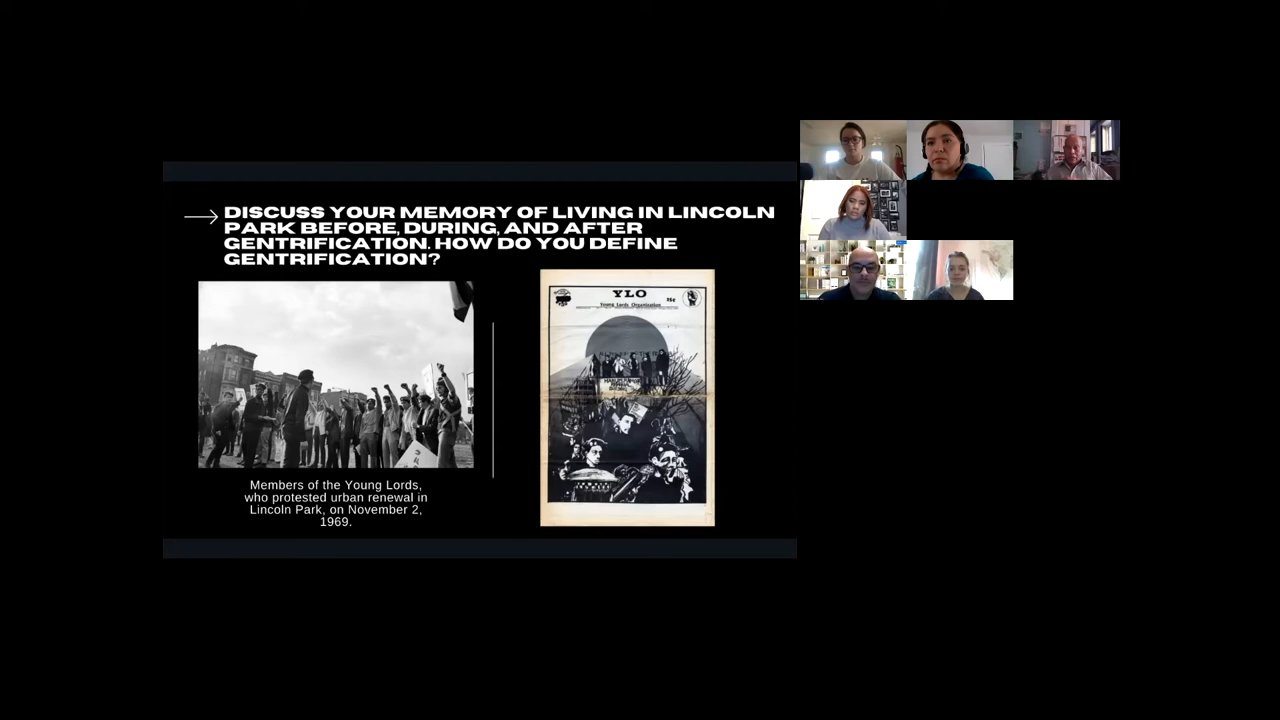 DISCUSS YOUR MEMORY OF LIVING IN LINCOLN
PARK BEFORE, DURING, AND AFTER
GENTRIFICATION. HOW DO YOU DEFINE
GENTRIFICATION?
YLO
25¢
Young Lords Organization
Members of the Young Lords,
who protested urban renewal in
Lincoln Park, on November 2,
1969.